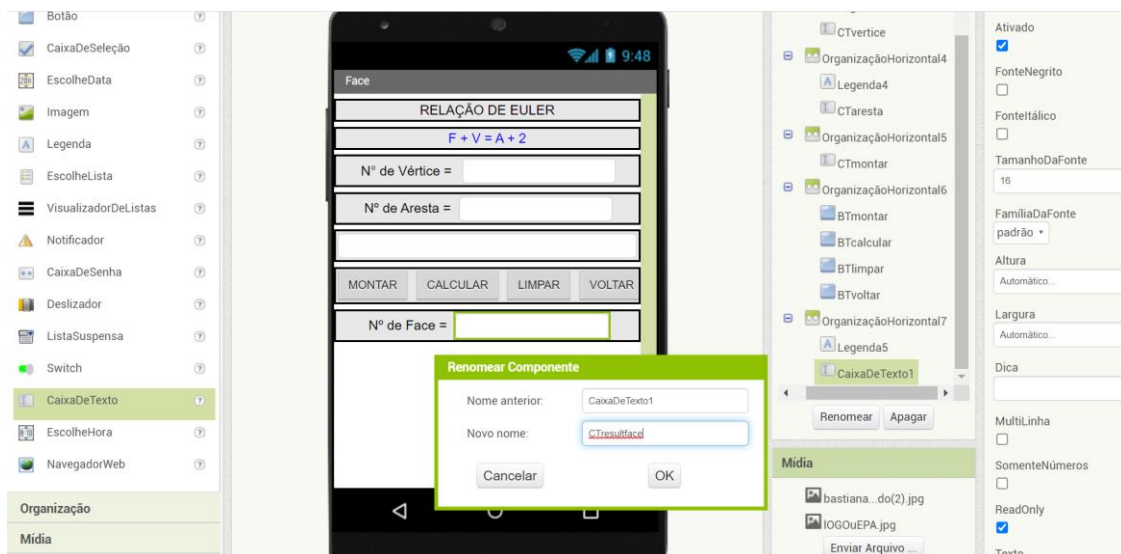 Botão
CaixaDeSeleção
EscolheData
Imagem
Legenda
EscolheLista
VisualizadorDeListas
Notificador
CaixaDeSenha
Deslizador
ListaSuspensa
Switch
CaixaDeTexto
EscolheHora
NavegadorWeb
Organização
Mídia
9:48
Face
RELAÇÃO DE EULER
F + V = A + 2
N° de Vértice =
Nº de Aresta =
MONTAR CALCULAR LIMPAR VOLTAR
Nº de Face =
Renomear Componente
Nome anterior: CaixaDeTexto1
Novo nome: CTresultface
Cancelar OK
CTvertice
OrganizaçãoHorizontal4
Legenda4
CTaresta
OrganizaçãoHorizontal5
CTmontar
OrganizaçãoHorizontal6
BTmontar
BTcalcular
BTlimpar
BTvoltar
OrganizaçãoHorizontal7
Legenda5
CaixaDeTexto1
Renomear Apagar
Mídia
bastiana...do(2).jpg
lOGOuEPA.jpg
Enviar Arquivo ...
Ativado
FonteNegrito
FonteItálico
TamanhoDaFonte
16
FamíliaDaFonte
padrão
Altura
Automático...
Largura
Automático...
Dica
MultiLinha
SomenteNúmeros
ReadOnly
Texto